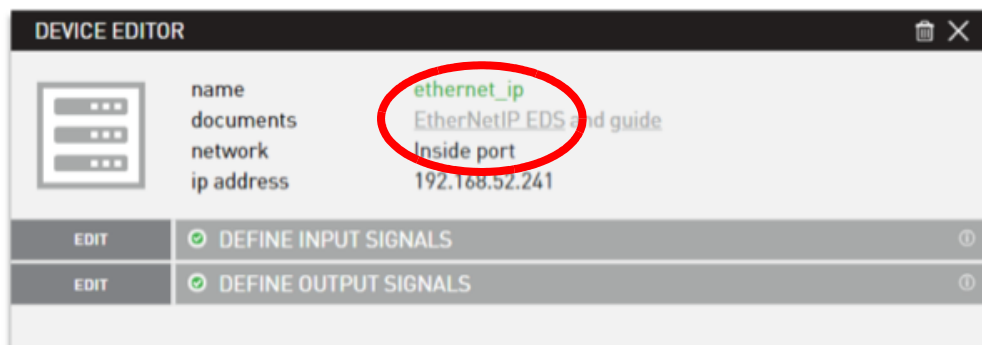 DEVICE EDITOR
name ethernet_ip
documents EtherNetIP EDS and guide
network Inside port
ip address 192.168.52.241
EDIT DEFINE INPUT SIGNALS
EDIT DEFINE OUTPUT SIGNALS